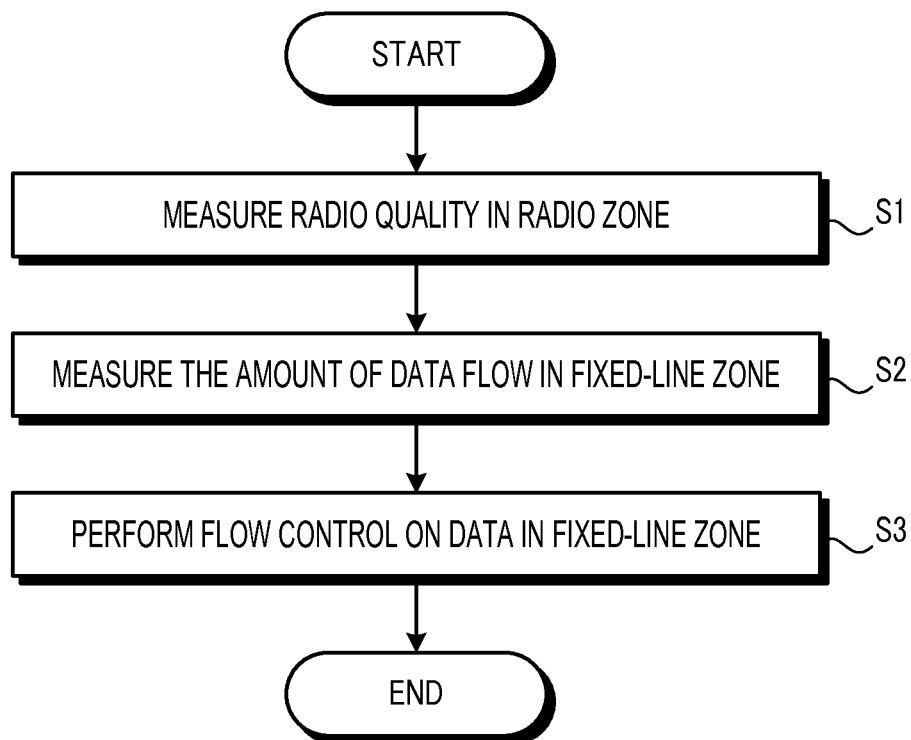 START
MEASURE RADIO QUALITY IN RADIO ZONE
S1
MEASURE THE AMOUNT OF DATA FLOW IN FIXED-LINE ZONE
S2
PERFORM FLOW CONTROL ON DATA IN FIXED-LINE ZONE
S3
END